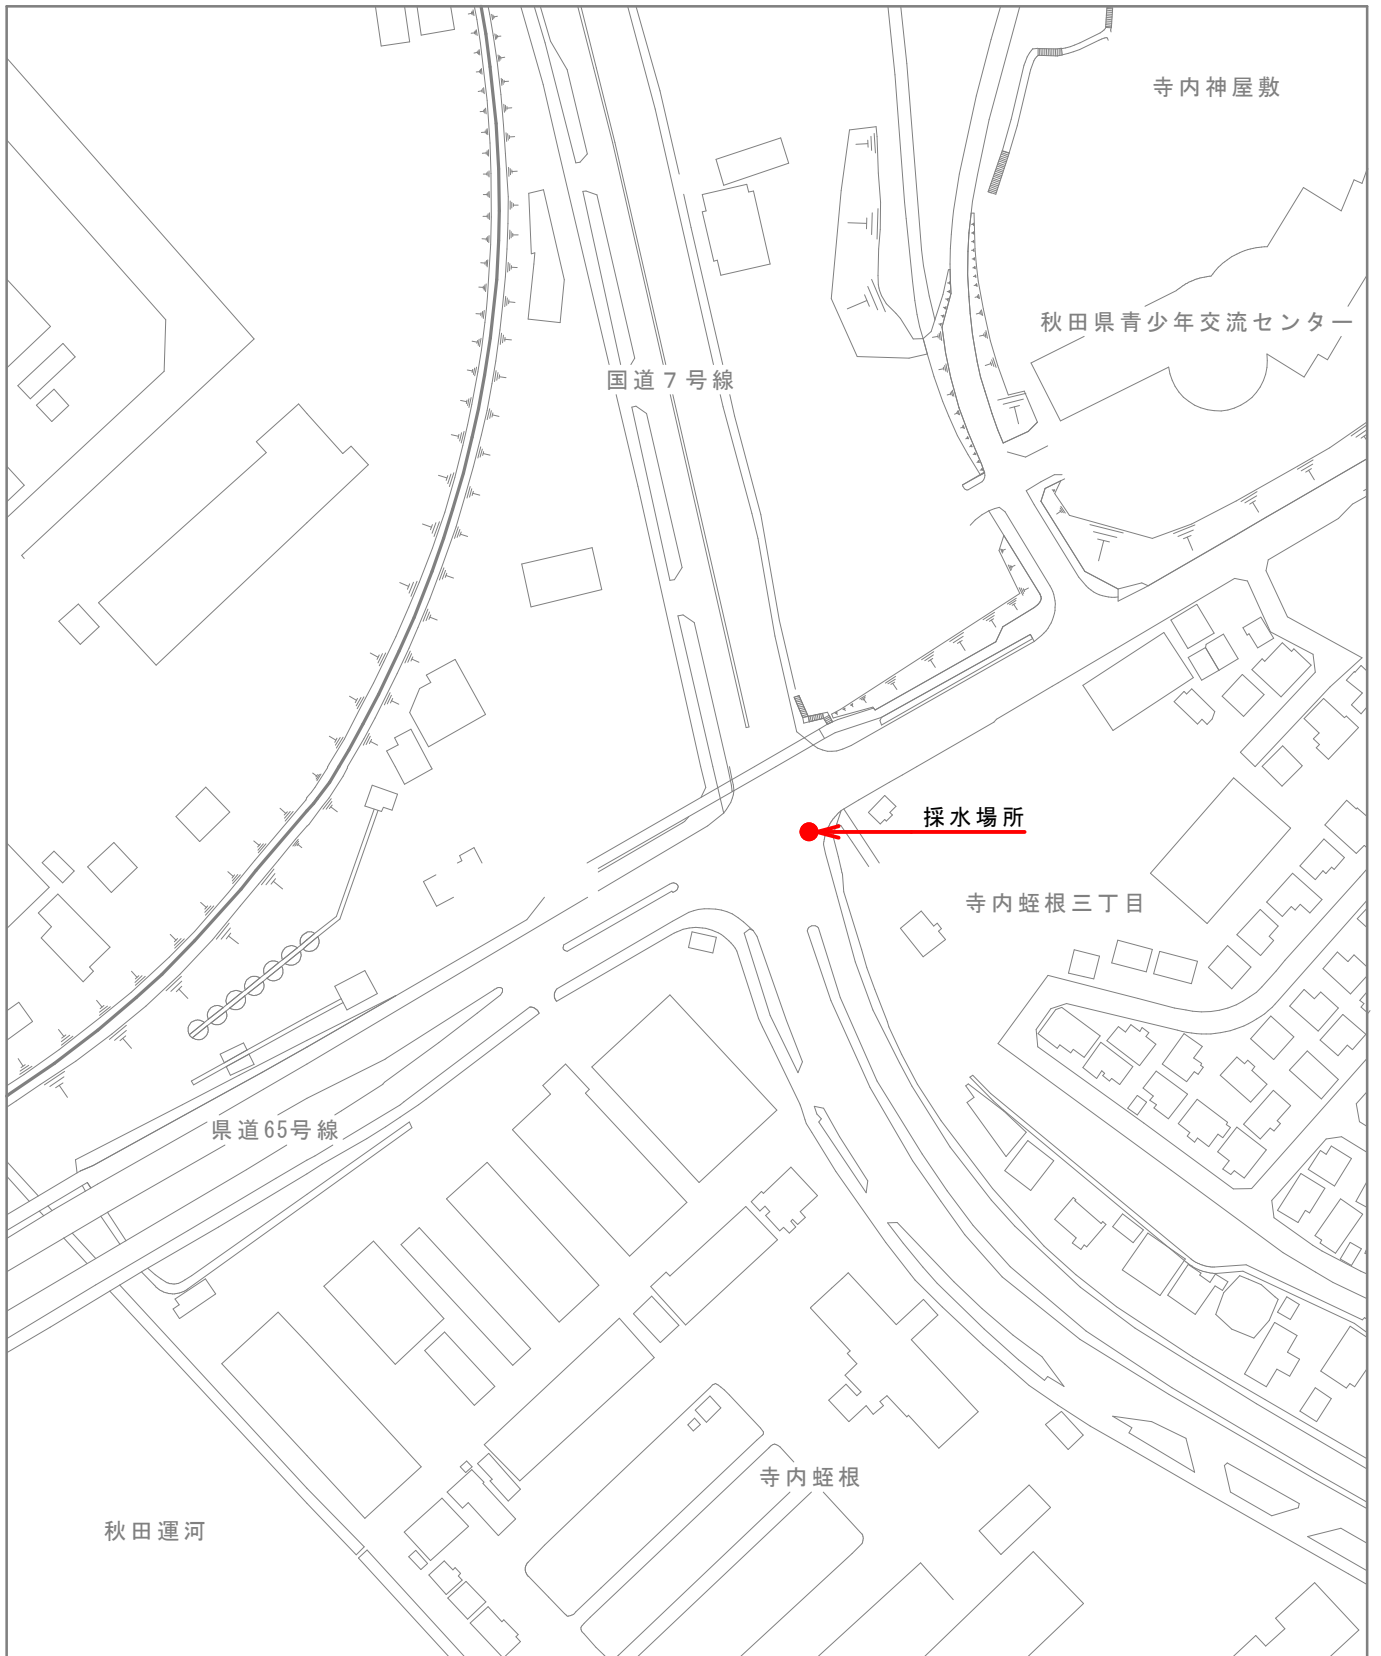 寺内神屋敷
秋田県青少年交流センター
国道７号線
採水場所
寺内蛭根三丁目
県道65号線
寺内蛭根
秋田運河